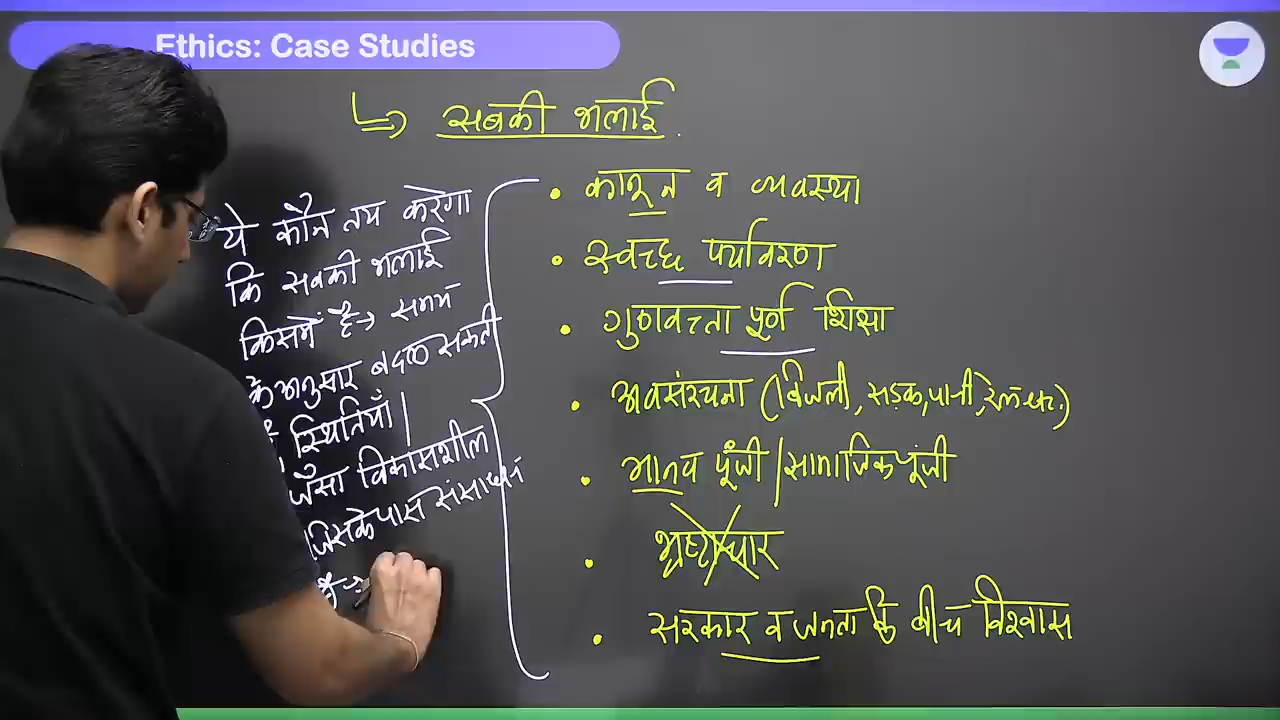 Ethics: Case Studies
सबकी भलाई
ये कौन तय करेगा
कि सबकी भलाई
किसमें है → समय
के अनुसार बदल सकती
स्थितियाँ।
जैसा विकासशील
जिसके पास संसाधन
• कानून व व्यवस्था
• स्वच्छ पर्यावरण
• गुणवत्ता पूर्ण शिक्षा
• अवसंरचना (बिजली, सड़क, पानी, रेल etc.)
• मानव पूंजी / सामाजिक पूंजी
• भ्रष्टाचार
• सरकार व जनता के बीच विश्वास